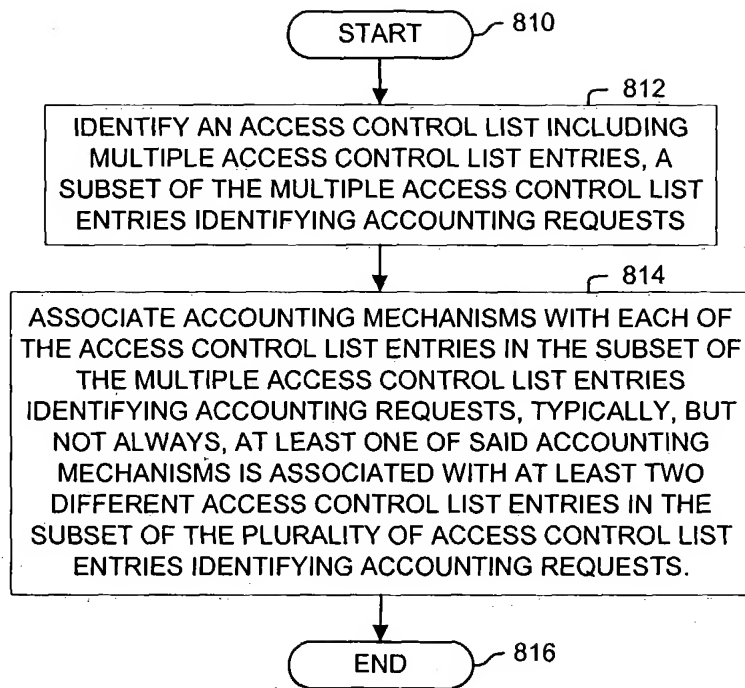 START
810
812
IDENTIFY AN ACCESS CONTROL LIST INCLUDING
MULTIPLE ACCESS CONTROL LIST ENTRIES, A
SUBSET OF THE MULTIPLE ACCESS CONTROL LIST
ENTRIES IDENTIFYING ACCOUNTING REQUESTS
814
ASSOCIATE ACCOUNTING MECHANISMS WITH EACH OF
THE ACCESS CONTROL LIST ENTRIES IN THE SUBSET OF
THE MULTIPLE ACCESS CONTROL LIST ENTRIES
IDENTIFYING ACCOUNTING REQUESTS, TYPICALLY, BUT
NOT ALWAYS, AT LEAST ONE OF SAID ACCOUNTING
MECHANISMS IS ASSOCIATED WITH AT LEAST TWO
DIFFERENT ACCESS CONTROL LIST ENTRIES IN THE
SUBSET OF THE PLURALITY OF ACCESS CONTROL LIST
ENTRIES IDENTIFYING ACCOUNTING REQUESTS.
END
816